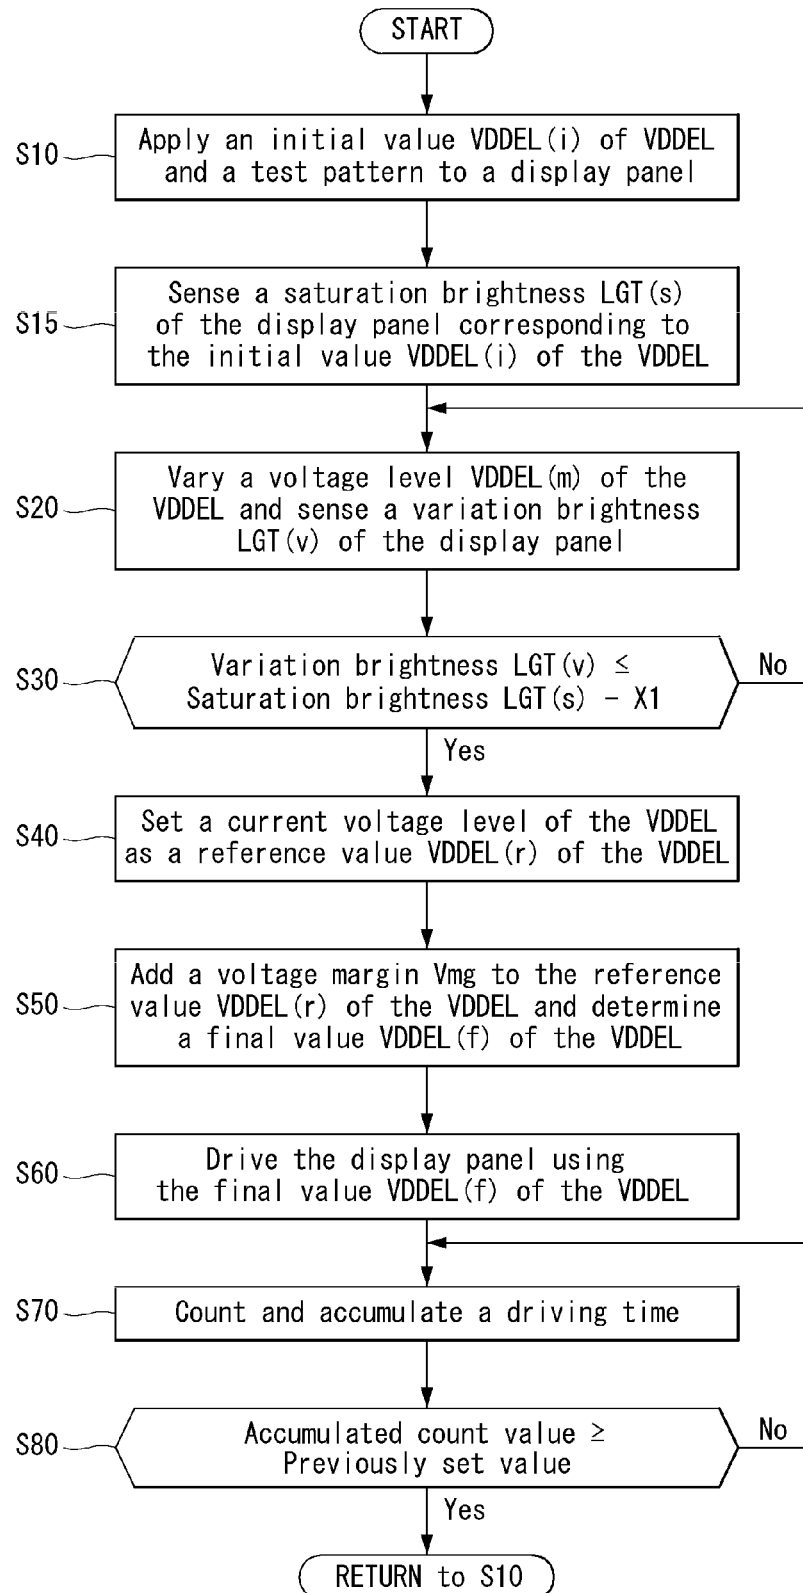 START
S10
Apply an initial value VDDEL(i) of VDDEL
and a test pattern to a display panel
S15
Sense a saturation brightness LGT(s)
of the display panel corresponding to
the initial value VDDEL(i) of the VDDEL
S20
Vary a voltage level VDDEL(m) of the
VDDEL and sense a variation brightness
LGT(v) of the display panel
S30
Variation brightness LGT(v) ≤
Saturation brightness LGT(s) - X1
No
Yes
S40
Set a current voltage level of the VDDEL
as a reference value VDDEL(r) of the VDDEL
S50
Add a voltage margin Vmg to the reference
value VDDEL(r) of the VDDEL and determine
a final value VDDEL(f) of the VDDEL
S60
Drive the display panel using
the final value VDDEL(f) of the VDDEL
S70
Count and accumulate a driving time
S80
Accumulated count value ≥
Previously set value
No
Yes
RETURN to S10